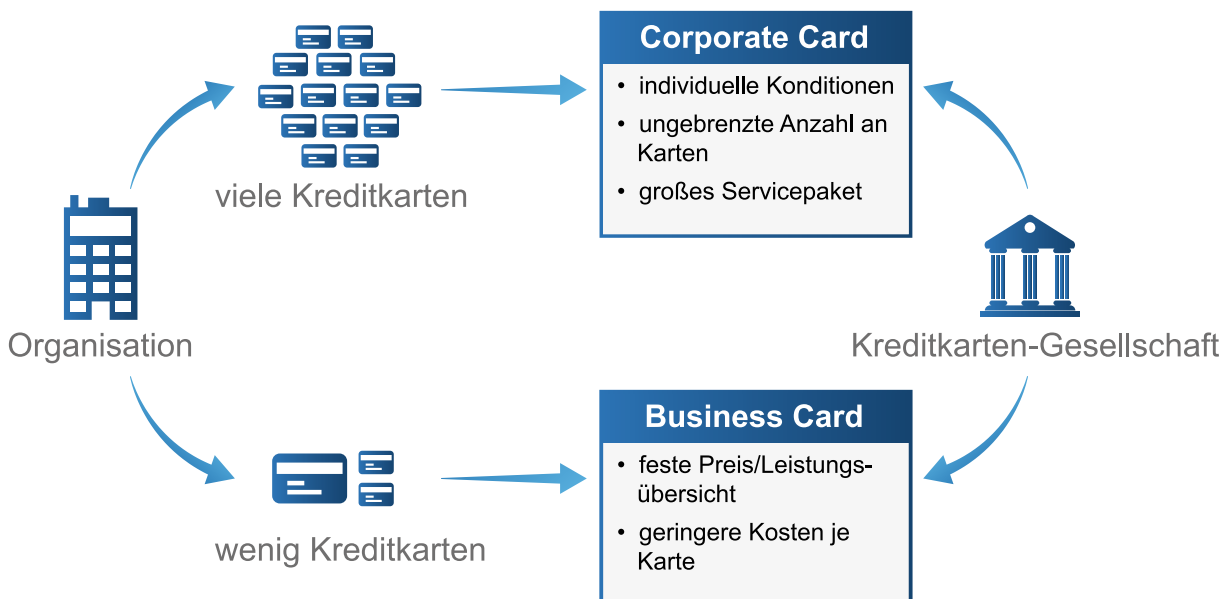 Corporate Card
• individuelle Konditionen
• ungebrenzte Anzahl an
Karten
• großes Servicepaket
viele Kreditkarten
Organisation
Kreditkarten-Gesellschaft
Business Card
• feste Preis/Leistungs-
übersicht
• geringere Kosten je
Karte
wenig Kreditkarten